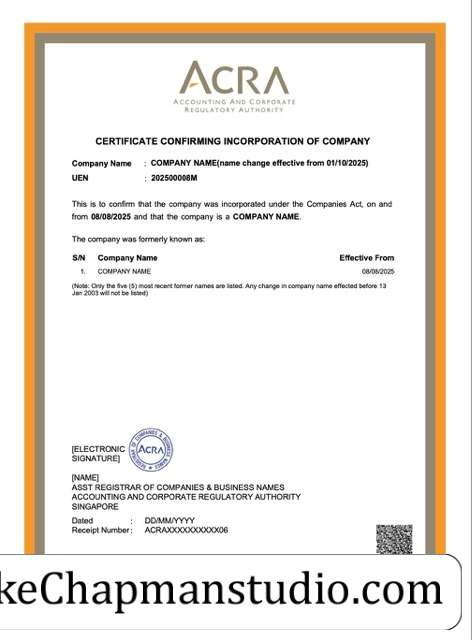 ACRA
ACCOUNTING AND CORPORATE
REGULATORY AUTHORITY
CERTIFICATE CONFIRMING INCORPORATION OF COMPANY
Company Name : COMPANY NAME(name change effective from 01/10/2025)
UEN : 202500008M
This is to confirm that the company was incorporated under the Companies Act, on and
from 08/08/2025 and that the company is a COMPANY NAME.
The company was formerly known as:
S/N Company Name Effective From
1. COMPANY NAME 08/08/2025
(Note: Only the five (5) most recent former names are listed. Any change in company name effected before 13
Jan 2003 will not be listed)
[ELECTRONIC
SIGNATURE]
REGISTRAR OF COMPANIES & BUSINESS NAMES
ACRA
[NAME]
ASST REGISTRAR OF COMPANIES & BUSINESS NAMES
ACCOUNTING AND CORPORATE REGULATORY AUTHORITY
SINGAPORE
Dated : DD/MM/YYYY
Receipt Number : ACRAXXXXXXXXXX06
keChapmanstudio.com